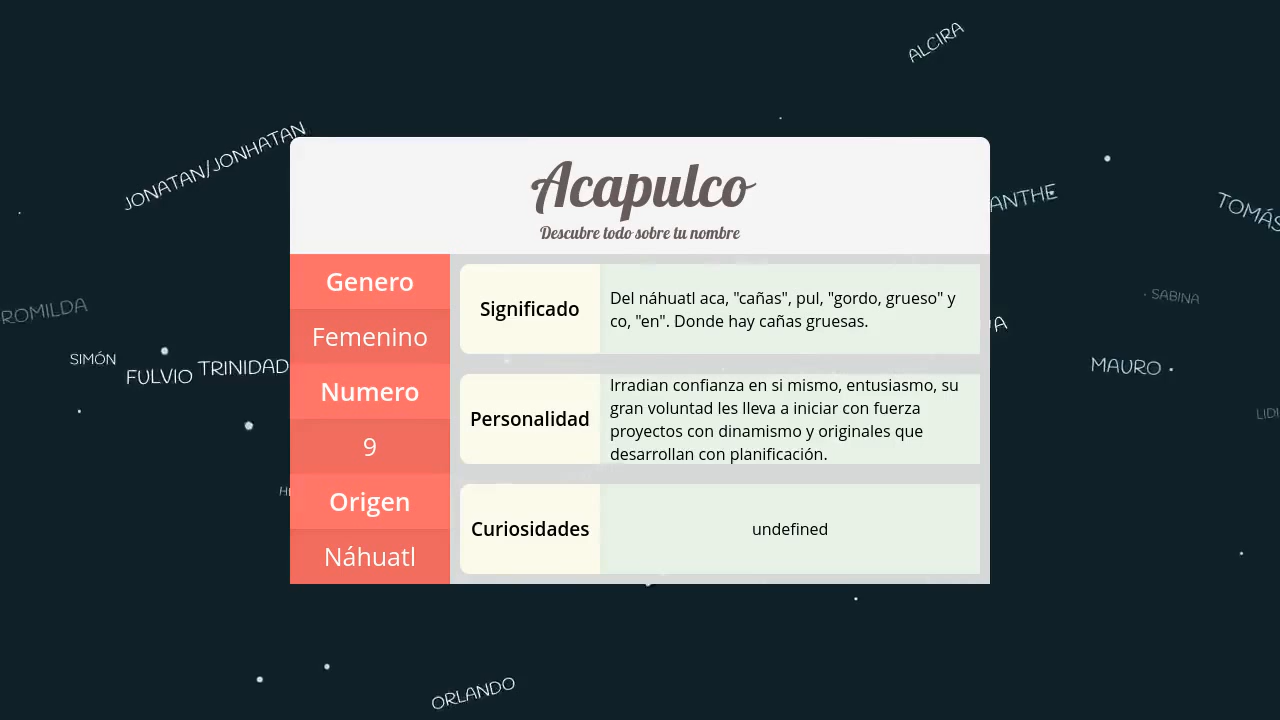 ALCIRA
JONATAN/JONHATAN
Acapulco
ANTHE
TOMÁS
Descubre todo sobre tu nombre
Genero
Femenino
Numero
9
Origen
Náhuatl
Significado
Del náhuatl aca, "cañas", pul, "gordo, grueso" y
co, "en". Donde hay cañas gruesas.
Personalidad
Irradian confianza en si mismo, entusiasmo, su
gran voluntad les lleva a iniciar con fuerza
proyectos con dinamismo y originales que
desarrollan con planificación.
Curiosidades
undefined
ROMILDA
SABINA
SIMÓN
FULVIO
TRINIDAD
MAURO
LIDI
ORLANDO